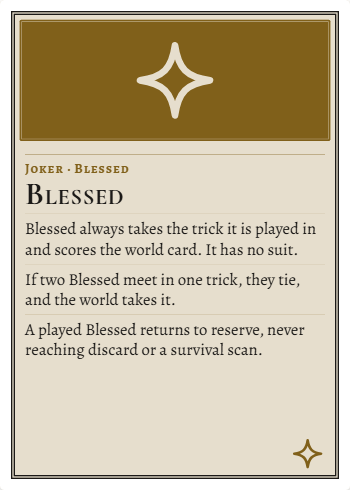 Joker · Blessed
Blessed
Blessed always takes the trick it is played in
and scores the world card. It has no suit.
If two Blessed meet in one trick, they tie,
and the world takes it.
A played Blessed returns to reserve, never
reaching discard or a survival scan.